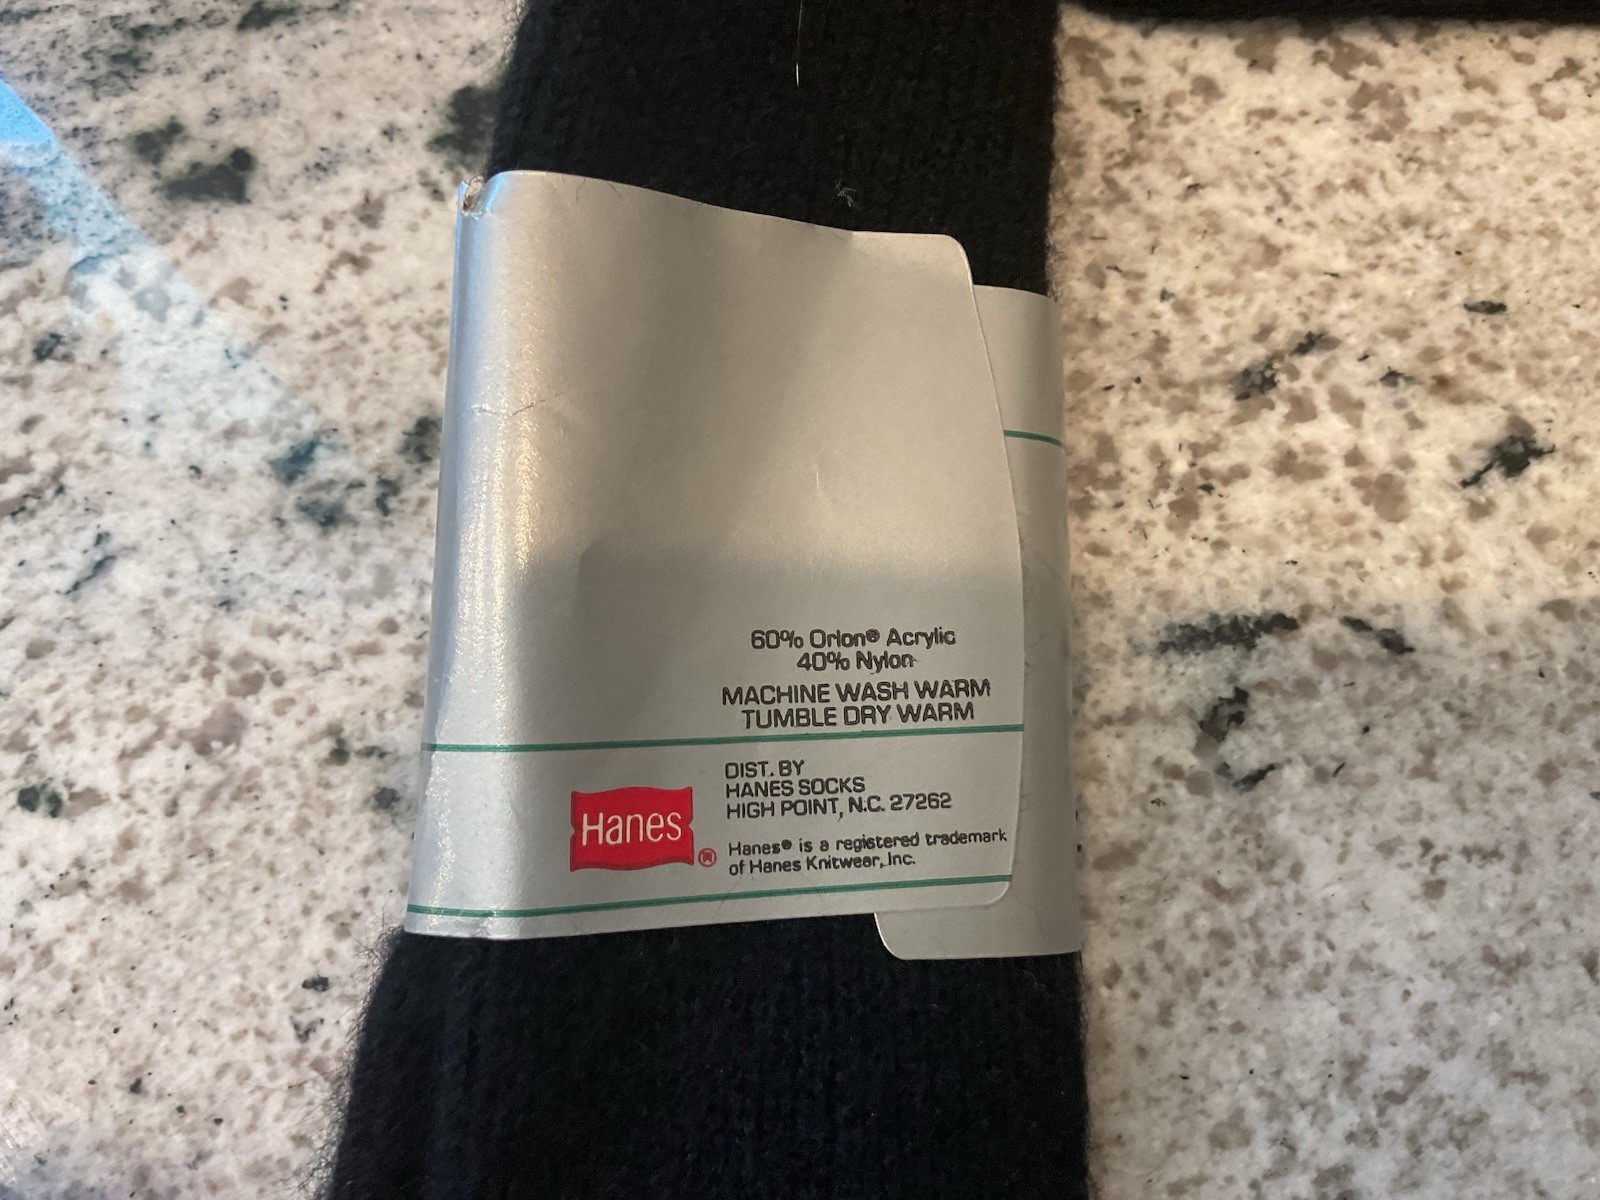 60% Orlon® Acrylic
40% Nylon
MACHINE WASH WARM
TUMBLE DRY WARM
DIST. BY
HANES SOCKS
HIGH POINT, N.C. 27262
Hanes ®
Hanes® is a registered trademark
of Hanes Knitwear, Inc.